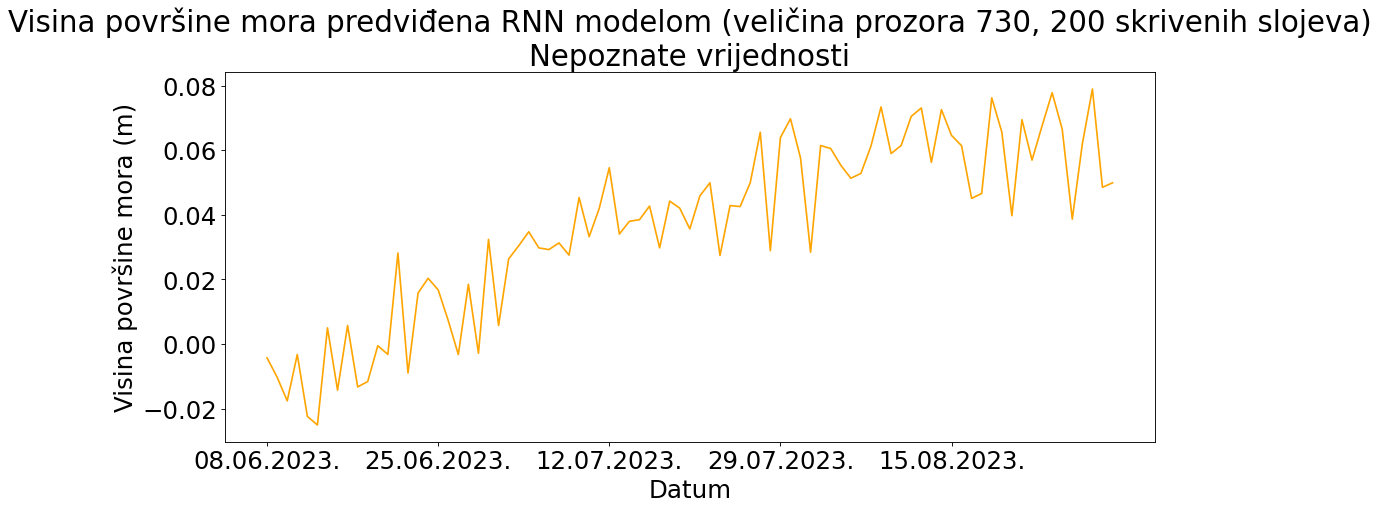 Visina površine mora predviđena RNN modelom (veličina prozora 730, 200 skrivenih slojeva)
Nepoznate vrijednosti
Visina površine mora (m)
0.08
0.06
0.04
0.02
0.00
−0.02
08.06.2023. 25.06.2023. 12.07.2023. 29.07.2023. 15.08.2023.
Datum